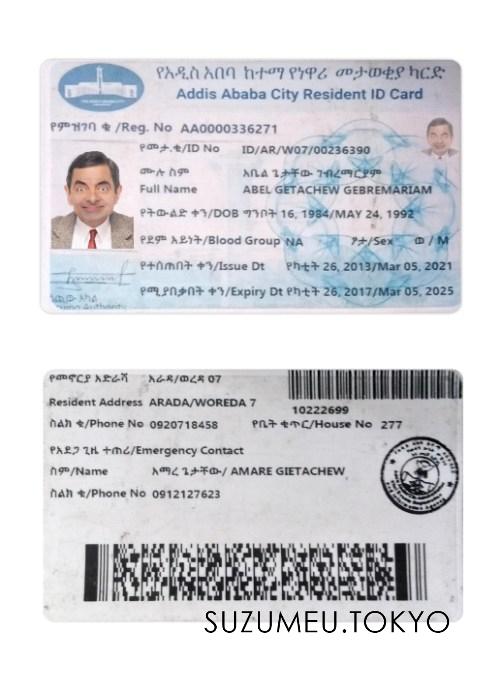 የአዲስ አበባ ከተማ የነዋሪ መታወቂያ ካርድ
Addis Ababa City Resident ID Card
የምዝገባ ቁ /Reg. No AA0000336271
የመታ.ቁ/ID No ID/AR/W07/00236390
ሙሉ ስም አቤል ጌታቸው ገብረማርያም
Full Name ABEL GETACHEW GEBREMARIAM
የትውልድ ቀን/DOB ግንቦት 16, 1984/MAY 24, 1992
የደም አይነት/Blood Group NA ፆታ/Sex ወ / M
የተሰጠበት ቀን/Issue Dt የካቲት 26, 2013/Mar 05, 2021
የሚያበቃበት ቀን/Expiry Dt የካቲት 26, 2017/Mar 05, 2025
የመኖርያ አድራሻ አራዳ/ወረዳ 07
Resident Address ARADA/WOREDA 7
10222699
ስልክ ቁ/Phone No 0920718458 የቤት ቁጥር/House No 277
የአደጋ ጊዜ ተጠሪ/Emergency Contact
ስም/Name አማረ ጌታቸው/ AMARE GIETACHEW
ስልክ ቁ/Phone No 0912127623
SUZUMEU.TOKYO